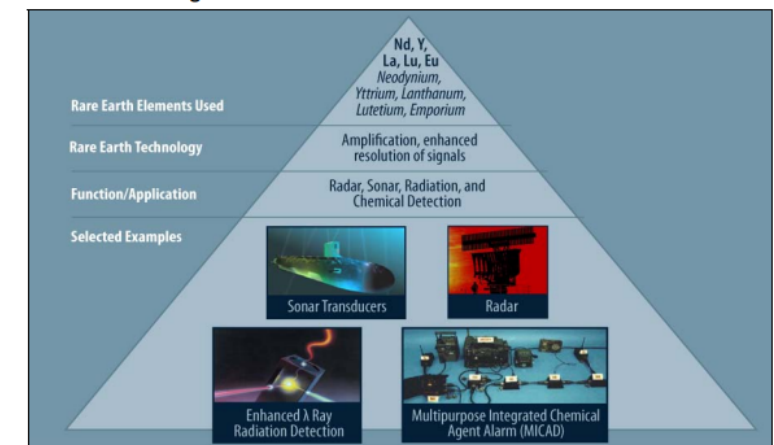 Nd, Y,
La, Lu, Eu
Neodynium,
Yttrium, Lanthanum,
Lutetium, Emporium
Rare Earth Elements Used
Rare Earth Technology
Amplification, enhanced
resolution of signals
Function/Application
Radar, Sonar, Radiation, and
Chemical Detection
Selected Examples
Sonar Transducers
Radar
Enhanced λ Ray
Radiation Detection
Multipurpose Integrated Chemical
Agent Alarm (MICAD)